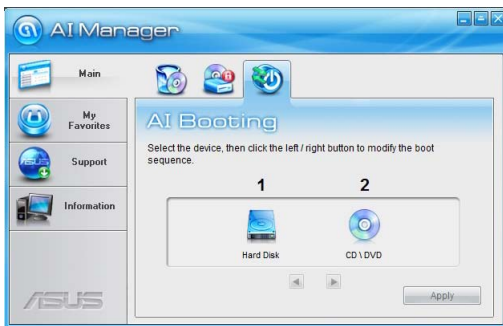 AI Manager
Main
My
Favorites
Support
Information
ASUS
AI Booting
Select the device, then click the left / right button to modify the boot
sequence.
1 2
Hard Disk CD \ DVD
Apply